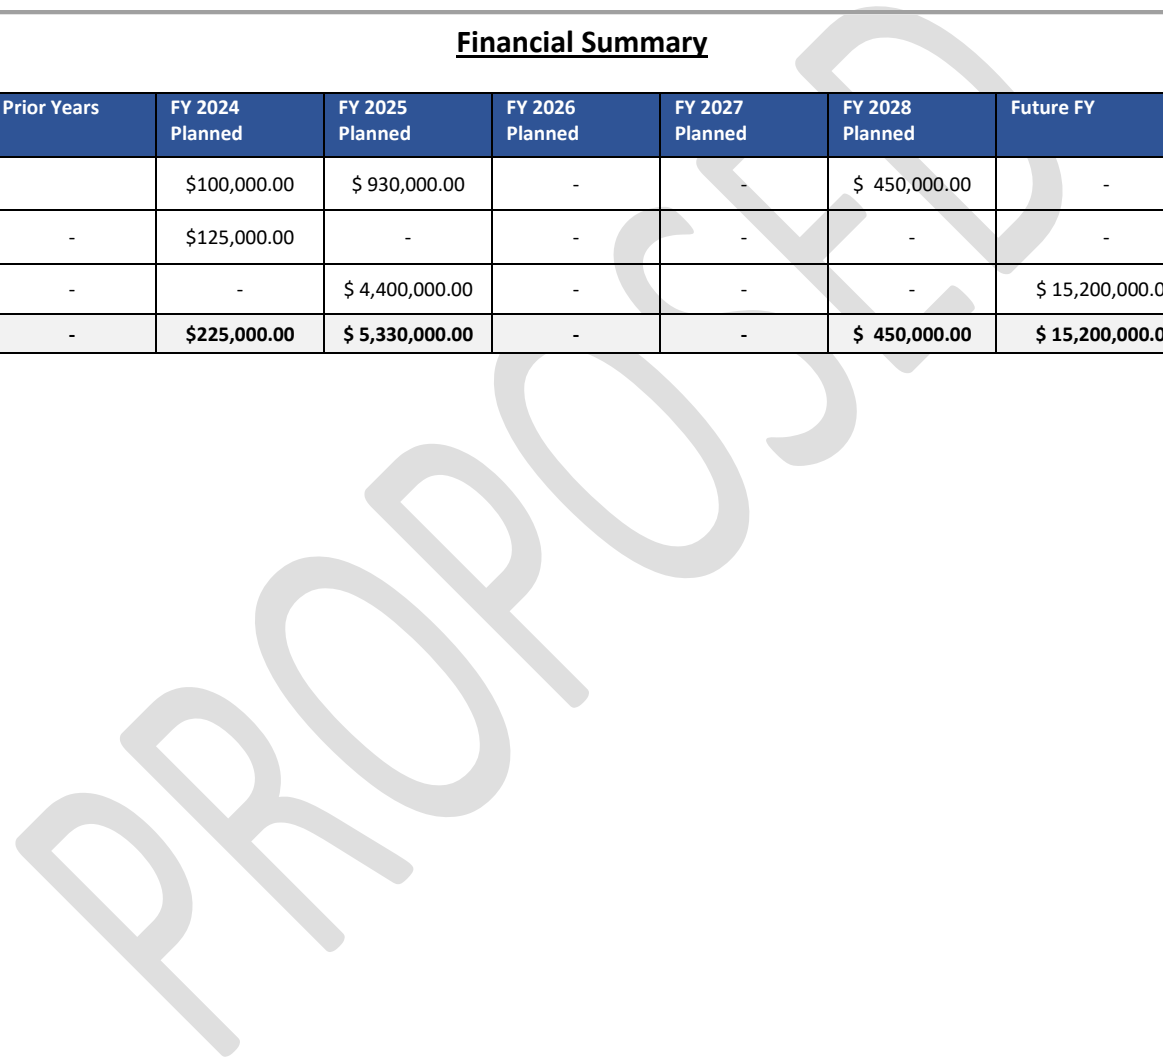 Financial Summary
Prior Years FY 2024 Planned FY 2025 Planned FY 2026 Planned FY 2027 Planned FY 2028 Planned Future FY
$100,000.00 $ 930,000.00 - - $ 450,000.00 -
- $125,000.00 - - - - -
- - $ 4,400,000.00 - - - $ 15,200,000.0
- $225,000.00 $ 5,330,000.00 - - $ 450,000.00 $ 15,200,000.0
PROPOSED